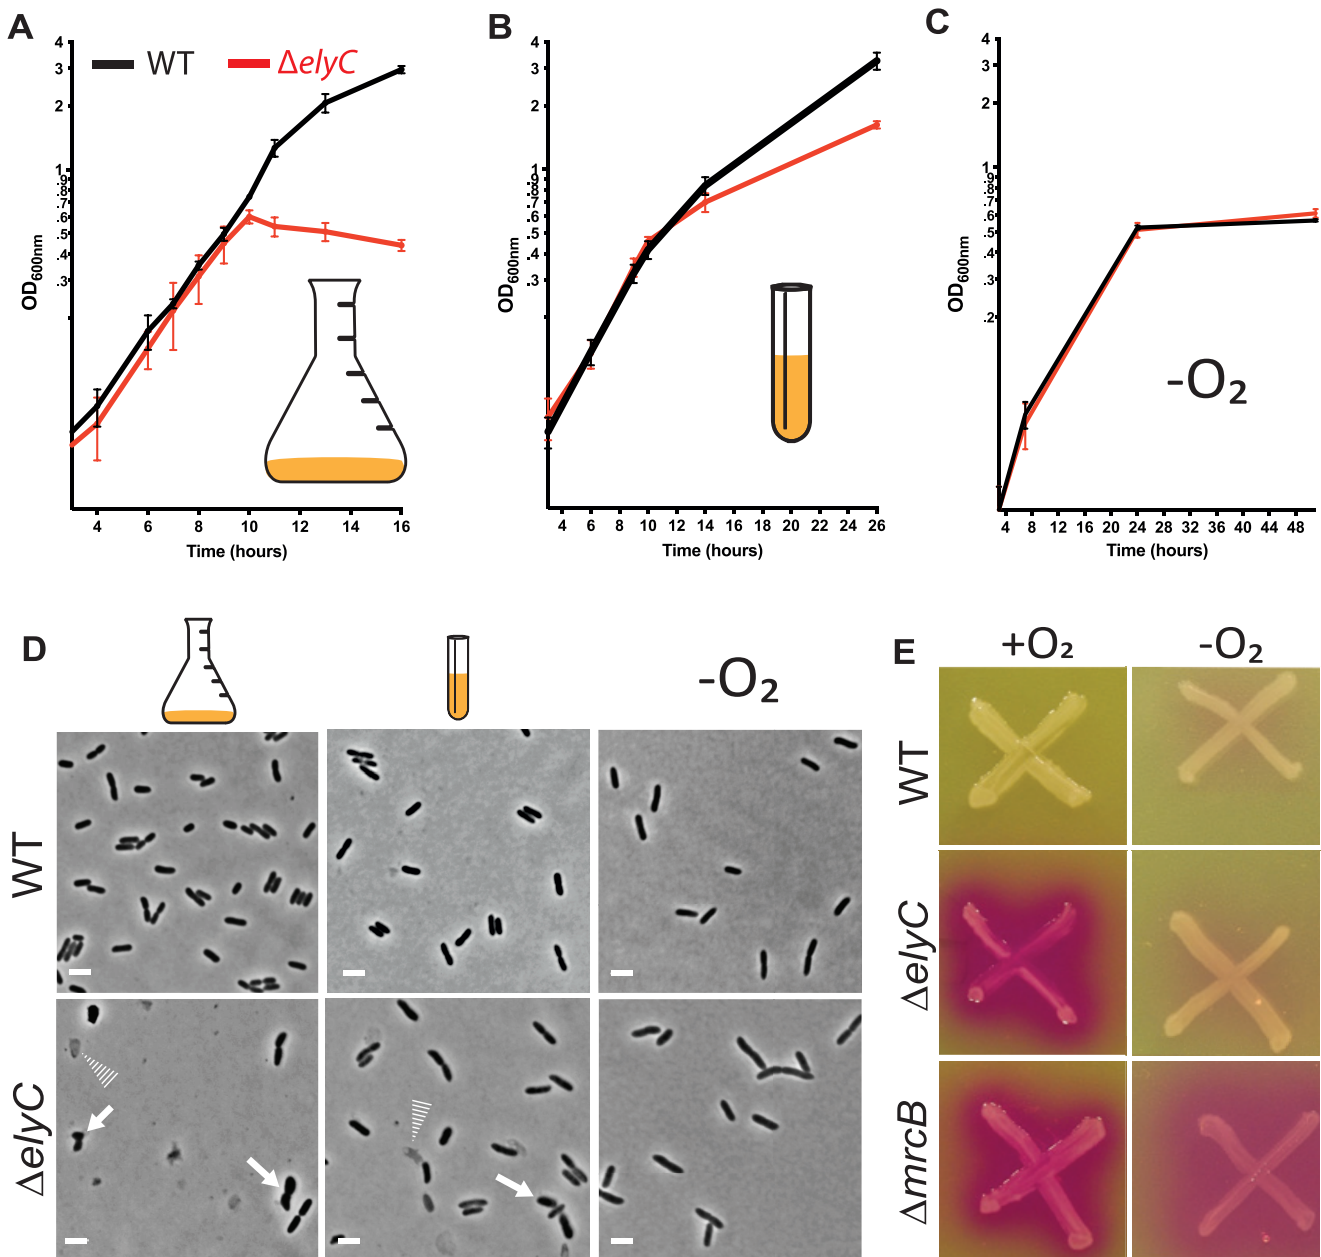 A
WT
ΔelyC
4
3
2
1
.9
.8
.7
.6
.5
.4
.3
OD600nm
4
6
8
10
12
14
16
Time (hours)
B
4
3
2
1
.9
.8
.7
.6
.5
.4
.3
OD600nm
4
6
8
10
12
14
16
18
20
22
24
26
Time (hours)
C
4
3
2
1
.9
.8
.7
.6
.5
.4
.3
.2
OD600nm
-O2
4
8
12
16
20
24
28
32
36
40
44
48
Time (hours)
D
-O2
WT
ΔelyC
E
+O2
-O2
WT
ΔelyC
ΔmrcB